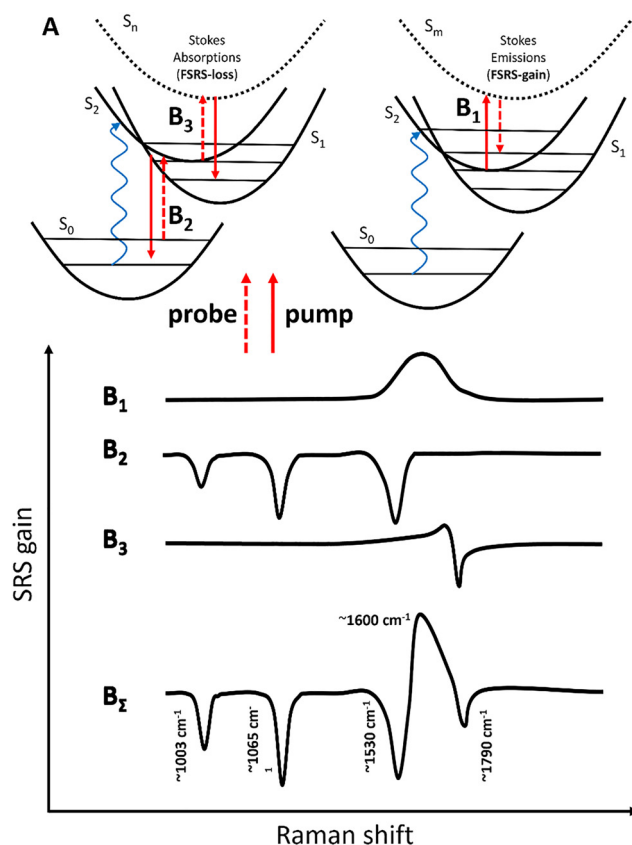 A
Sn
Stokes
Absorptions
(FSRS-loss)
S2
B3
S1
B2
S0
Sm
Stokes
Emissions
(FSRS-gain)
S2
B1
S1
S0
probe
pump
B1
B2
B3
~1600 cm-1
BΣ
~1003 cm-1
~1065 cm-
1
~1530 cm-1
~1790 cm-1
SRS gain
Raman shift